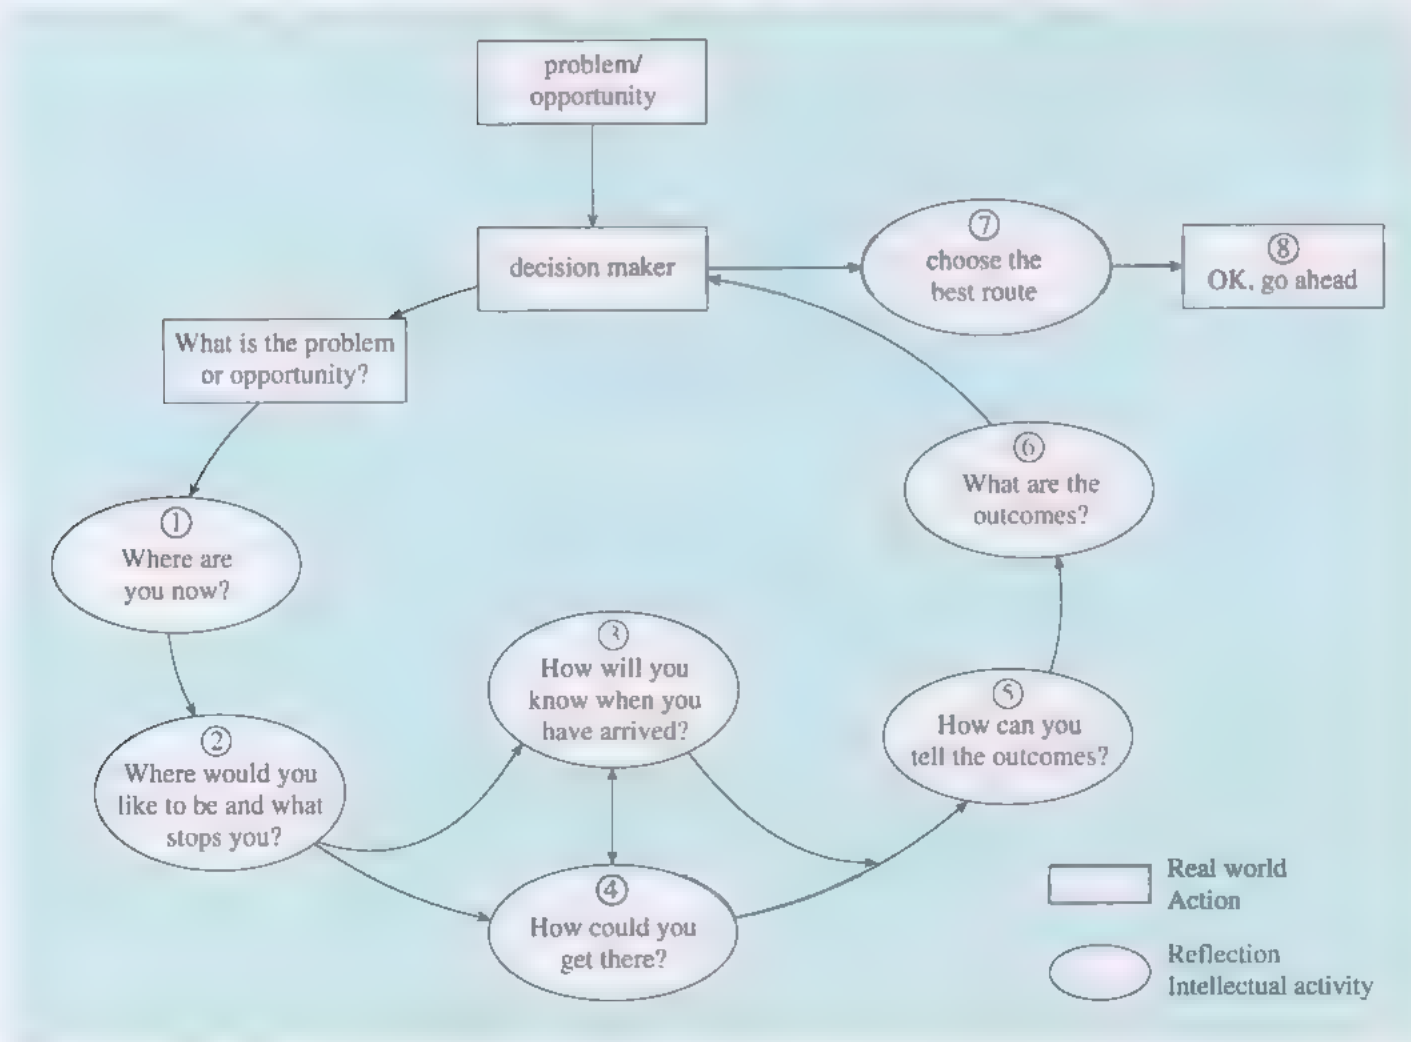 problem/
opportunity
decision maker
⑦
choose the
best route
⑧
OK, go ahead
What is the problem
or opportunity?
⑥
What are the
outcomes?
①
Where are
you now?
③
How will you
know when you
have arrived?
⑤
How can you
tell the outcomes?
②
Where would you
like to be and what
stops you?
④
How could you
get there?
Real world
Action
Reflection
Intellectual activity